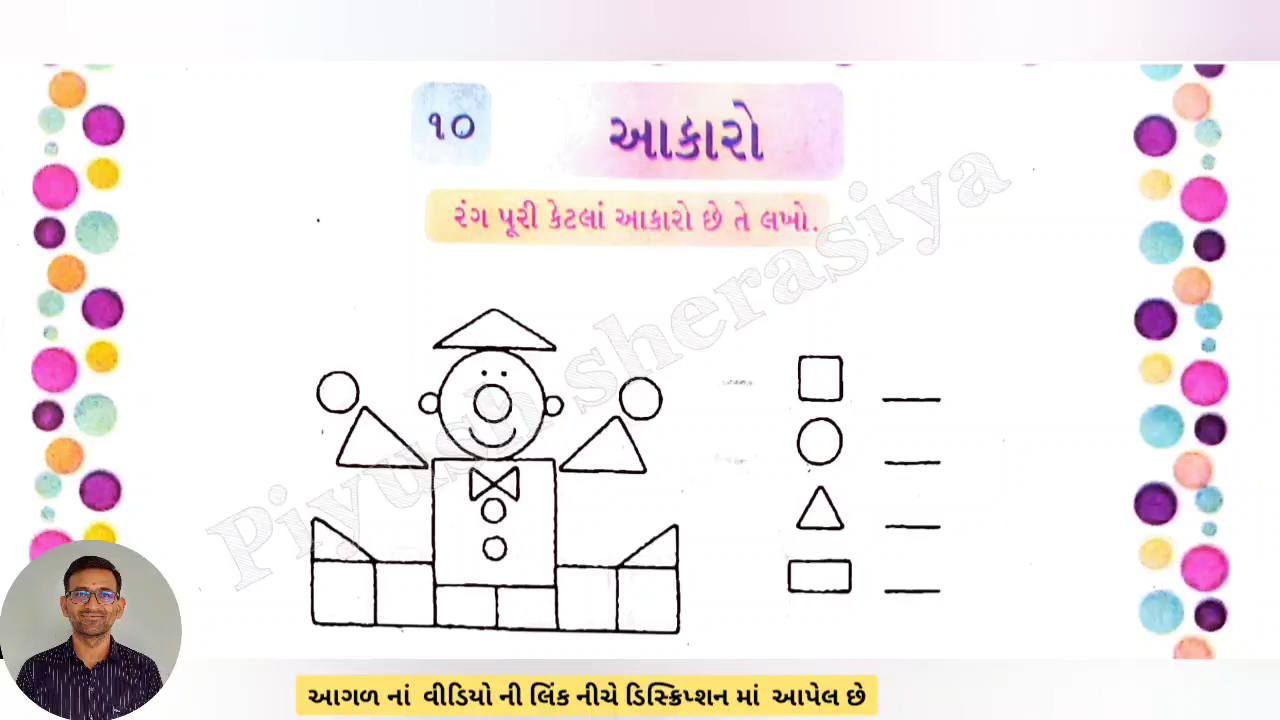 ૧૦
આકારો
રંગ પૂરી કેટલાં આકારો છે તે લખો.
Piyush sherasiya
આગળ નાં વીડિયો ની લિંક નીચે ડિસ્ક્રિપ્શન માં આપેલ છે